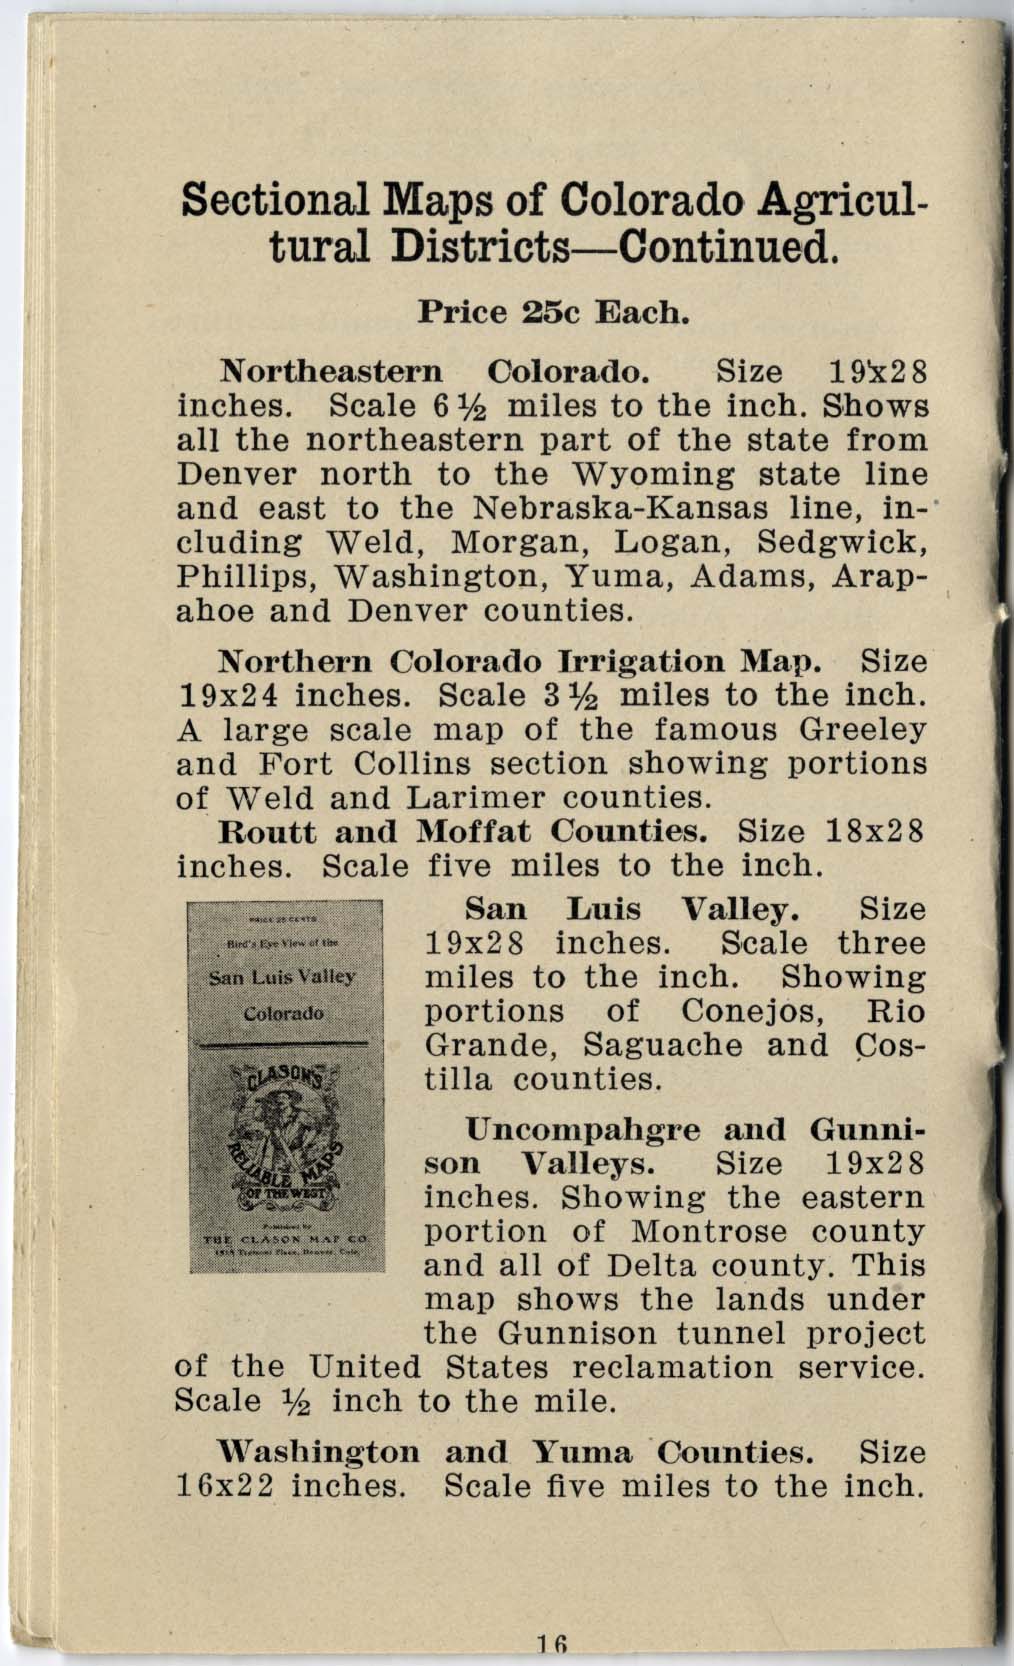 Sectional Maps of Colorado Agricul-
tural Districts—Continued.
Price 25c Each.
Northeastern Colorado. Size 19x28
inches. Scale 6½ miles to the inch. Shows
all the northeastern part of the state from
Denver north to the Wyoming state line
and east to the Nebraska-Kansas line, in-
cluding Weld, Morgan, Logan, Sedgwick,
Phillips, Washington, Yuma, Adams, Arap-
ahoe and Denver counties.
Northern Colorado Irrigation Map. Size
19x24 inches. Scale 3½ miles to the inch.
A large scale map of the famous Greeley
and Fort Collins section showing portions
of Weld and Larimer counties.
Routt and Moffat Counties. Size 18x28
inches. Scale five miles to the inch.
PRICE 25 CENTS
Bird's Eye View of the
San Luis Valley
Colorado
CLASON'S
RELIABLE MAPS
OF THE WEST
Published by
THE CLASON MAP CO
Tremont Place, Denver, Colo.
San Luis Valley. Size
19x28 inches. Scale three
miles to the inch. Showing
portions of Conejos, Rio
Grande, Saguache and Cos-
tilla counties.
Uncompahgre and Gunni-
son Valleys. Size 19x28
inches. Showing the eastern
portion of Montrose county
and all of Delta county. This
map shows the lands under
the Gunnison tunnel project
of the United States reclamation service.
Scale ½ inch to the mile.
Washington and Yuma Counties. Size
16x22 inches. Scale five miles to the inch.
16